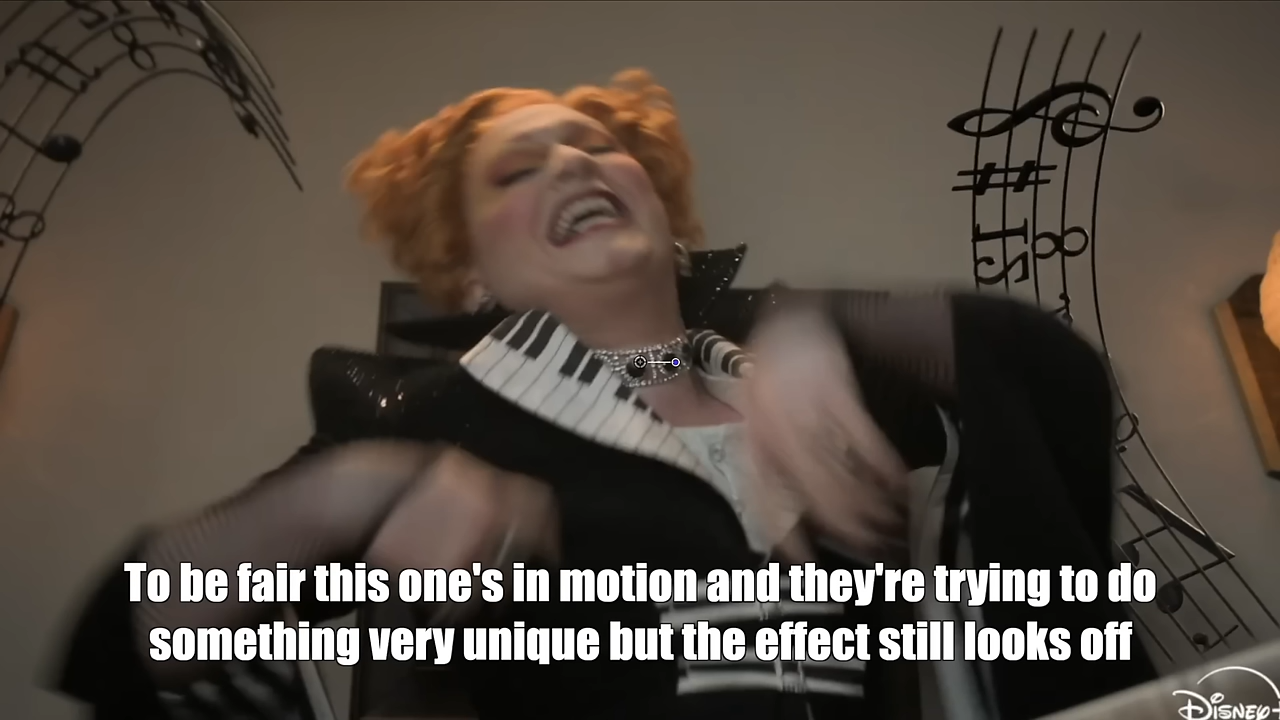 To be fair this one's in motion and they're trying to do
something very unique but the effect still looks off
DISNEY+